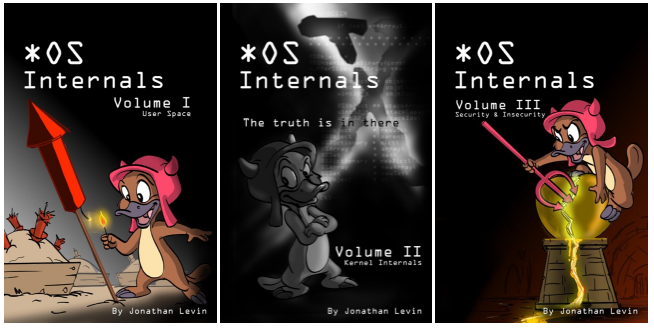 *OS
Internals
Volume I
User Space
By Jonathan Levin
*OS
Internals
The truth is in there
Volume II
Kernel Internals
By Jonathan Levin
*OS
Internals
Volume III
Security & Insecurity
By Jonathan Levin